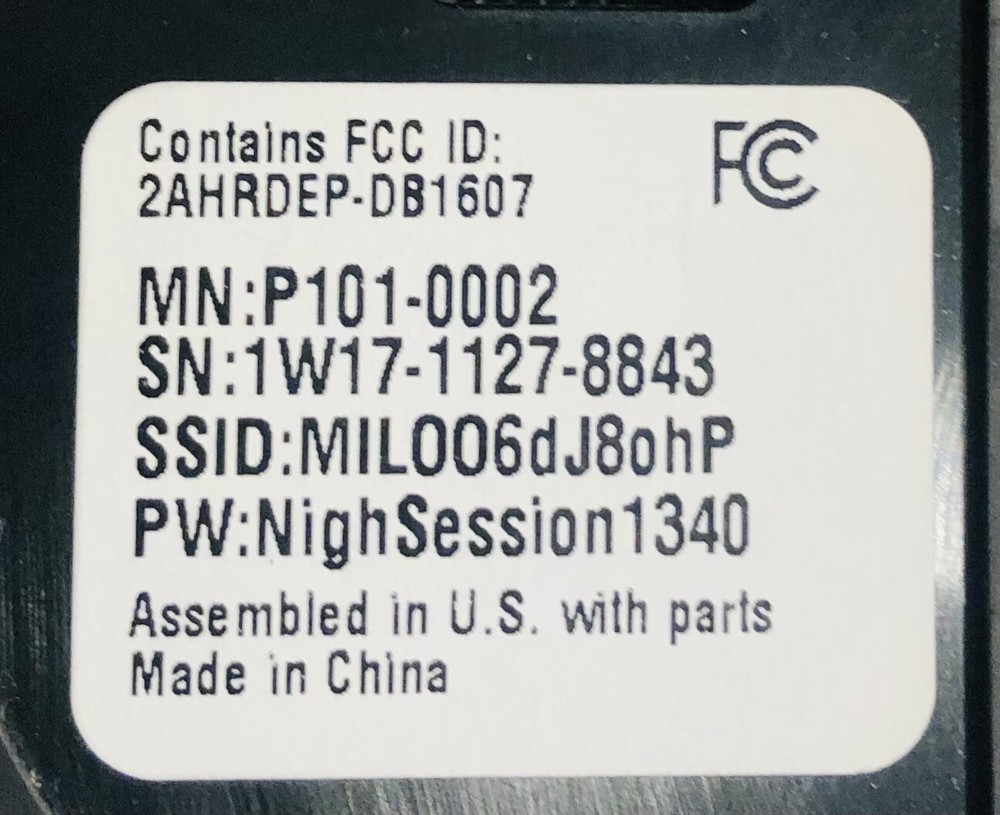 Contains FCC ID:
FC
2AHRDEP-DB1607
MN:P101-0002
SN:1W17-1127-8843
SSID:MILO06dJ8ohP
PW:NighSession1340
Assembled in U.S. with parts
Made in China